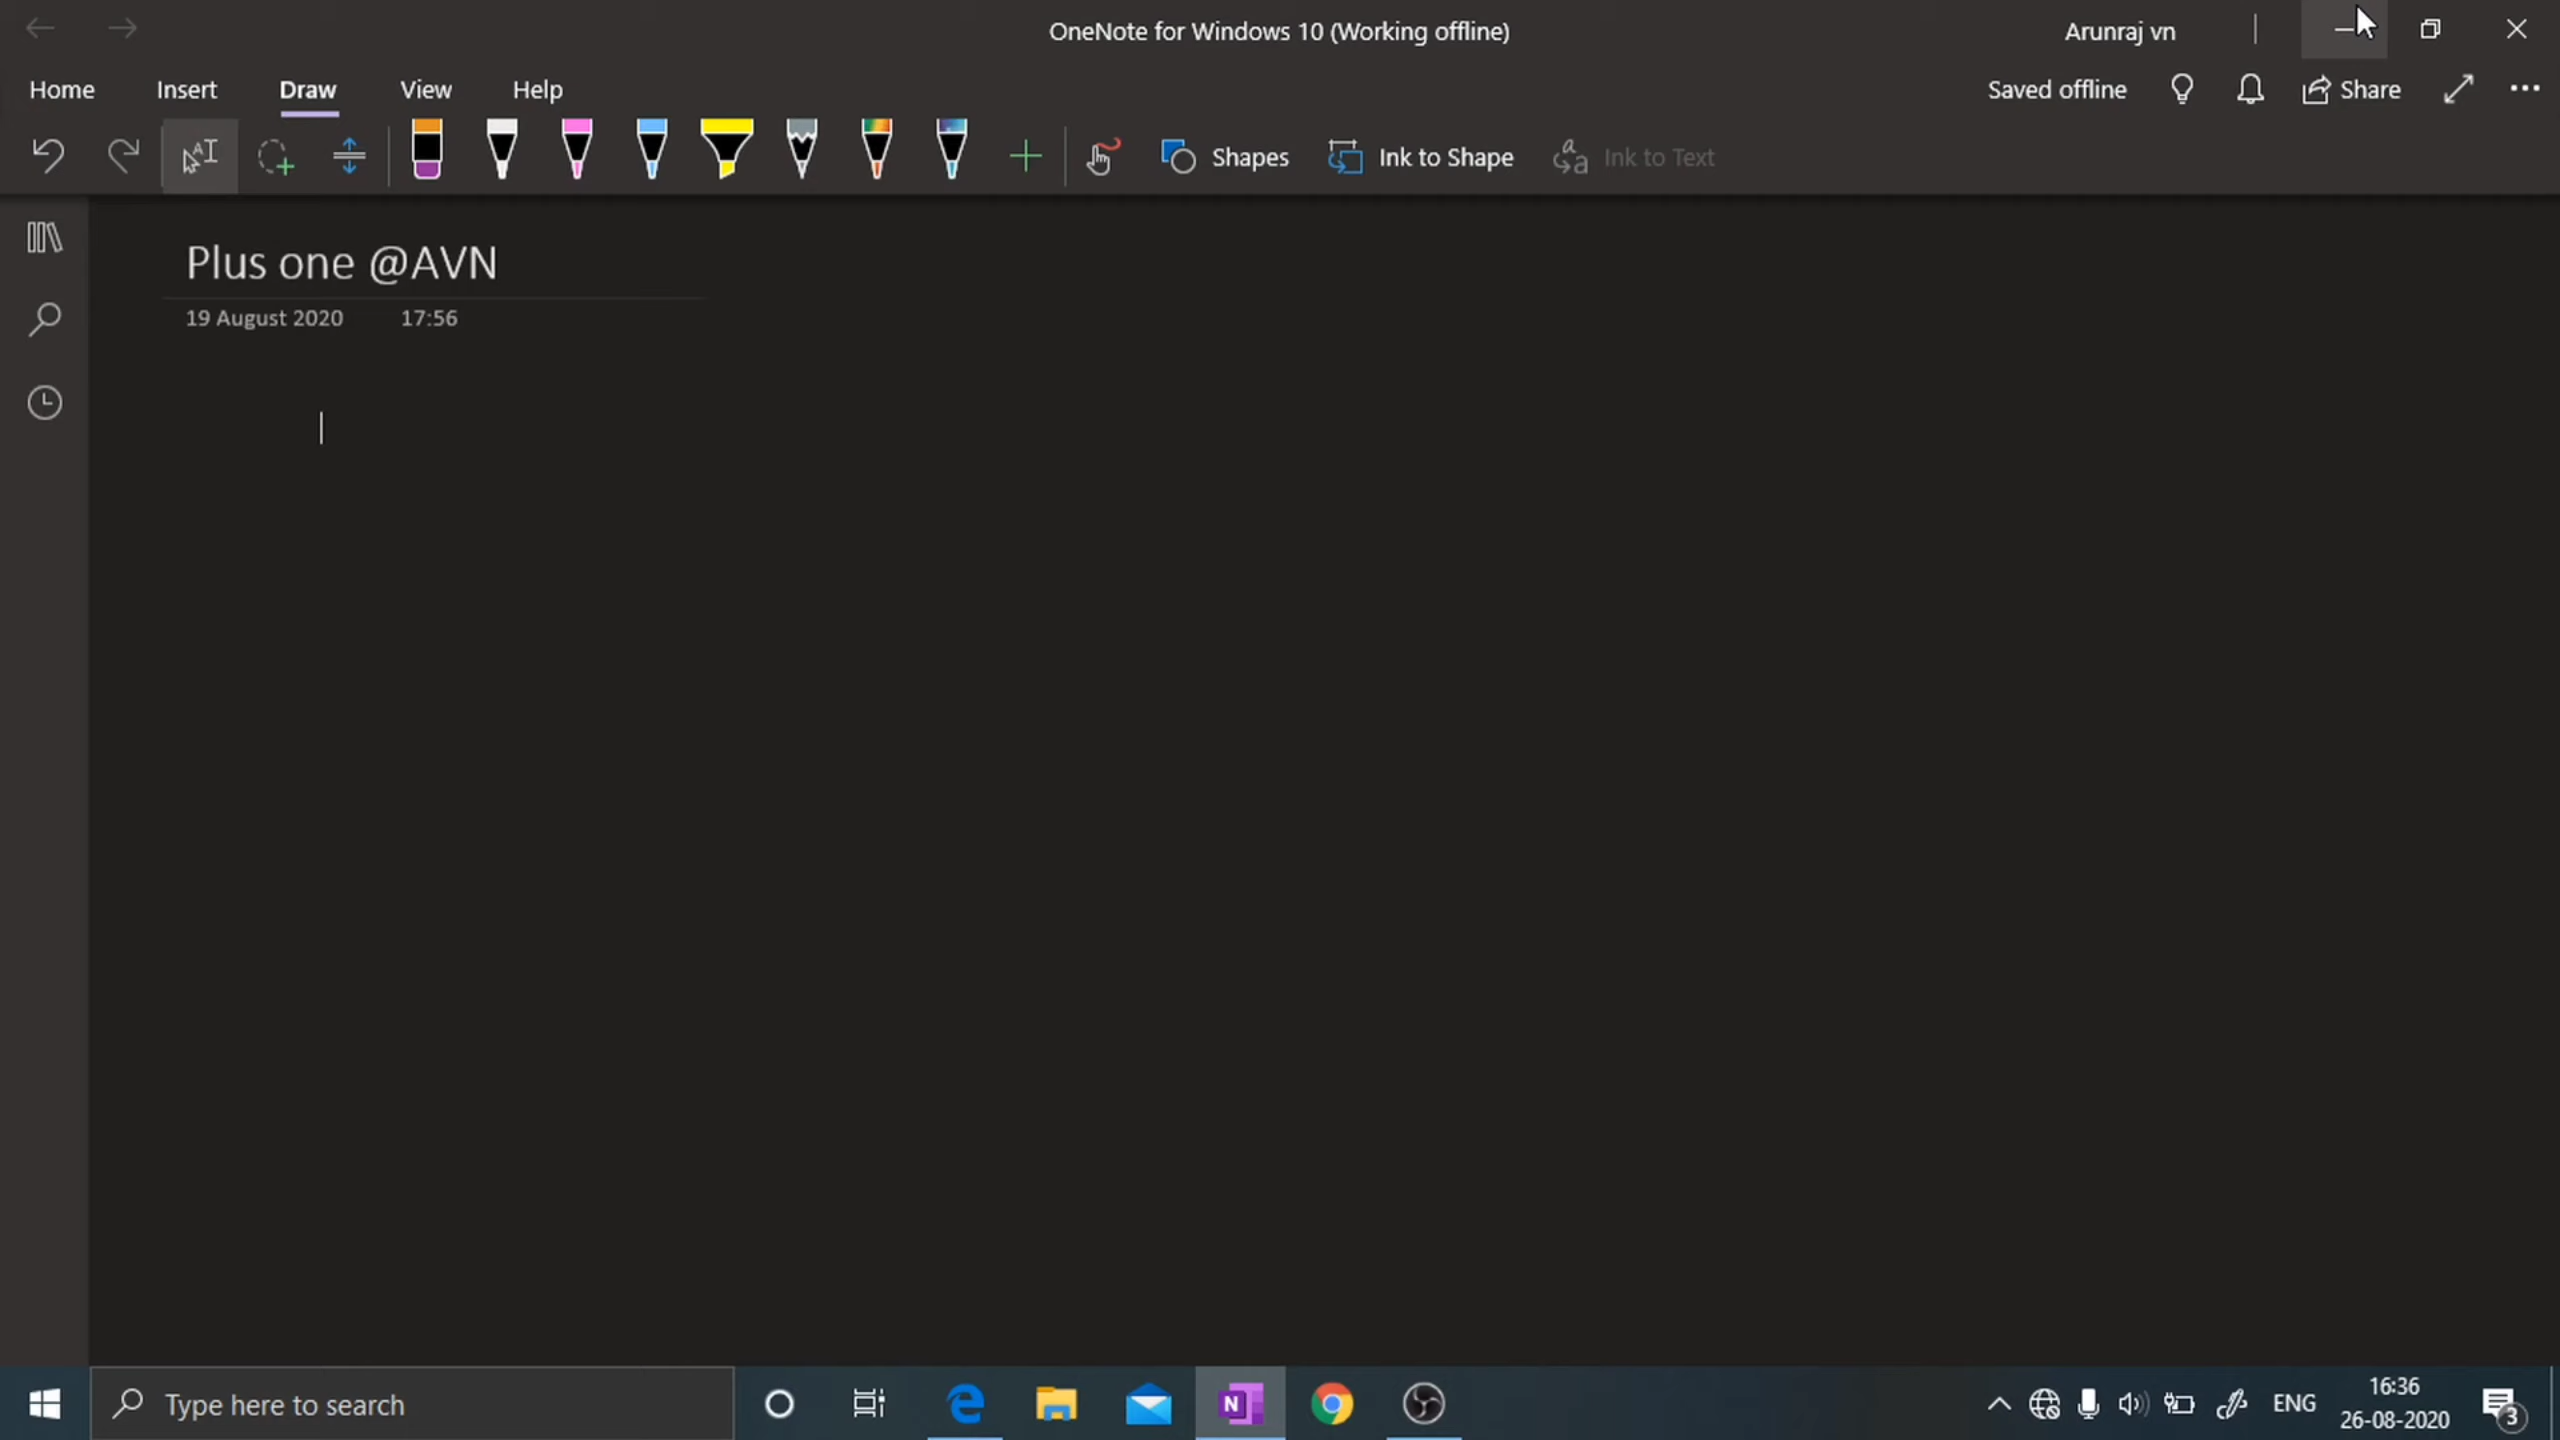 OneNote for Windows 10 (Working offline)
Arunraj vn
Home Insert Draw View Help
Saved offline
Share
Shapes
Ink to Shape
Ink to Text
Plus one @AVN
19 August 2020 17:56
Type here to search
ENG
16:36
26-08-2020
3